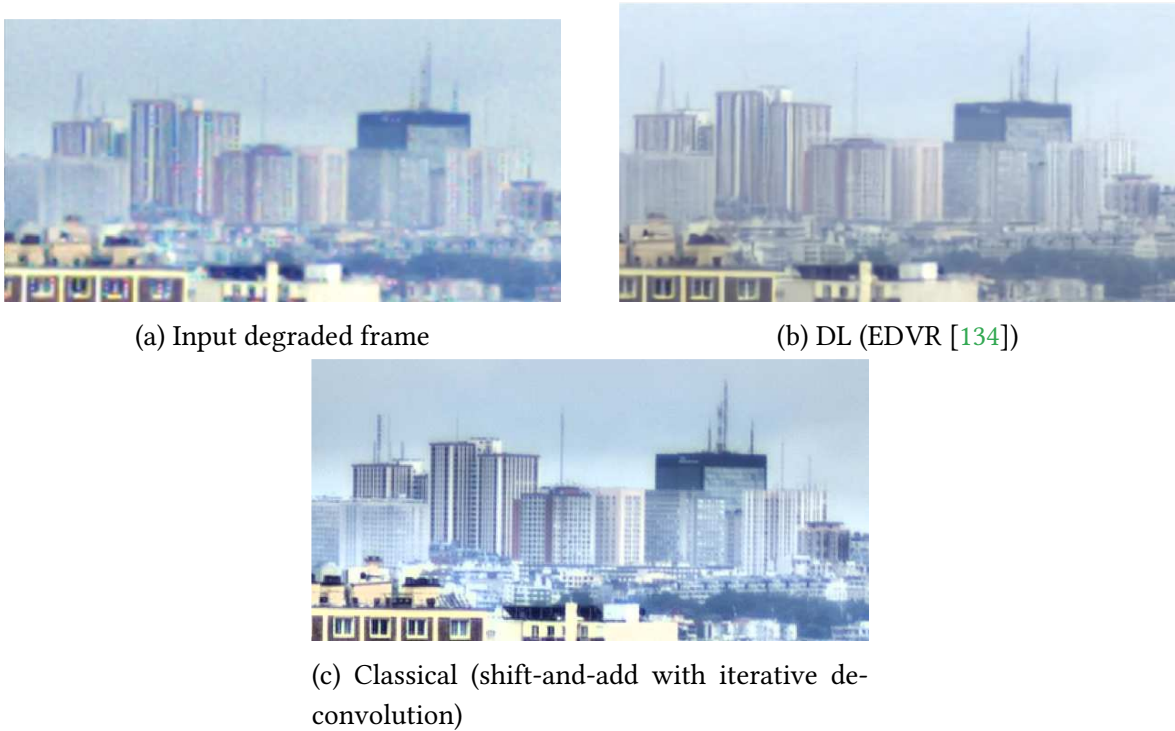 (a) Input degraded frame
(b) DL (EDVR [134])
(c) Classical (shift-and-add with iterative de-
convolution)